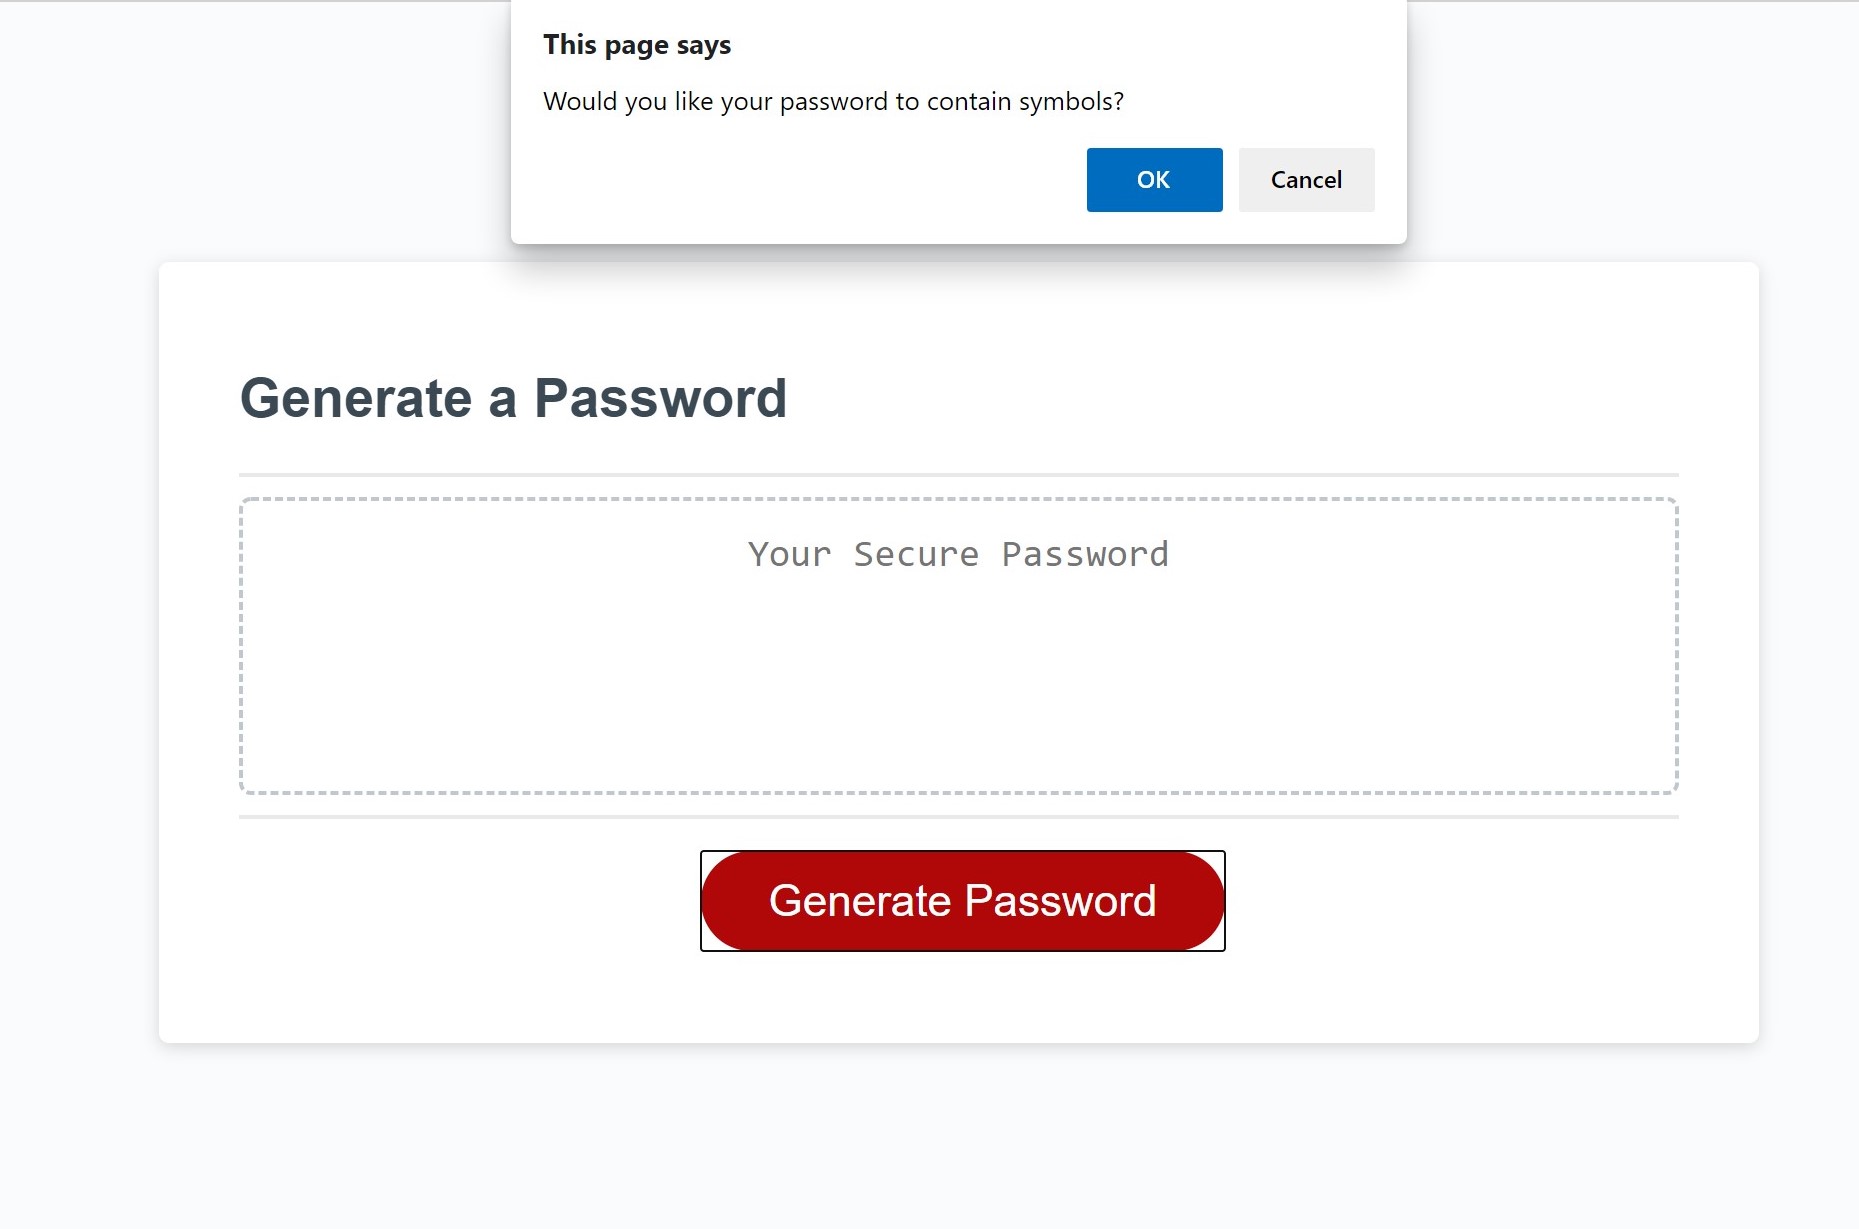 This page says
Would you like your password to contain symbols?
OK Cancel
Generate a Password
Your Secure Password
Generate Password